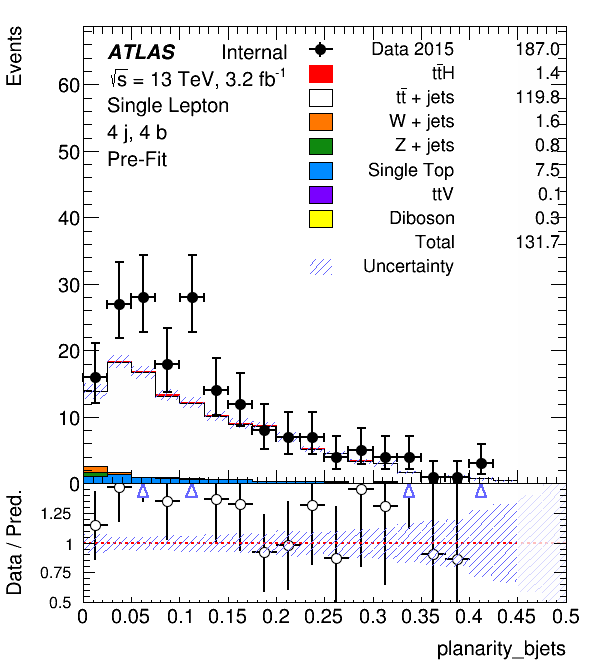 Events
ATLAS Internal
√s = 13 TeV, 3.2 fb⁻¹
Single Lepton
4 j, 4 b
Pre-Fit
Data 2015 187.0
tt̄H 1.4
tt̄ + jets 119.8
W + jets 1.6
Z + jets 0.8
Single Top 7.5
ttV 0.1
Diboson 0.3
Total 131.7
Uncertainty
60
50
40
30
20
10
0
Data / Pred.
1.25
1
0.75
0.5
0 0.05 0.1 0.15 0.2 0.25 0.3 0.35 0.4 0.45 0.5
planarity_bjets